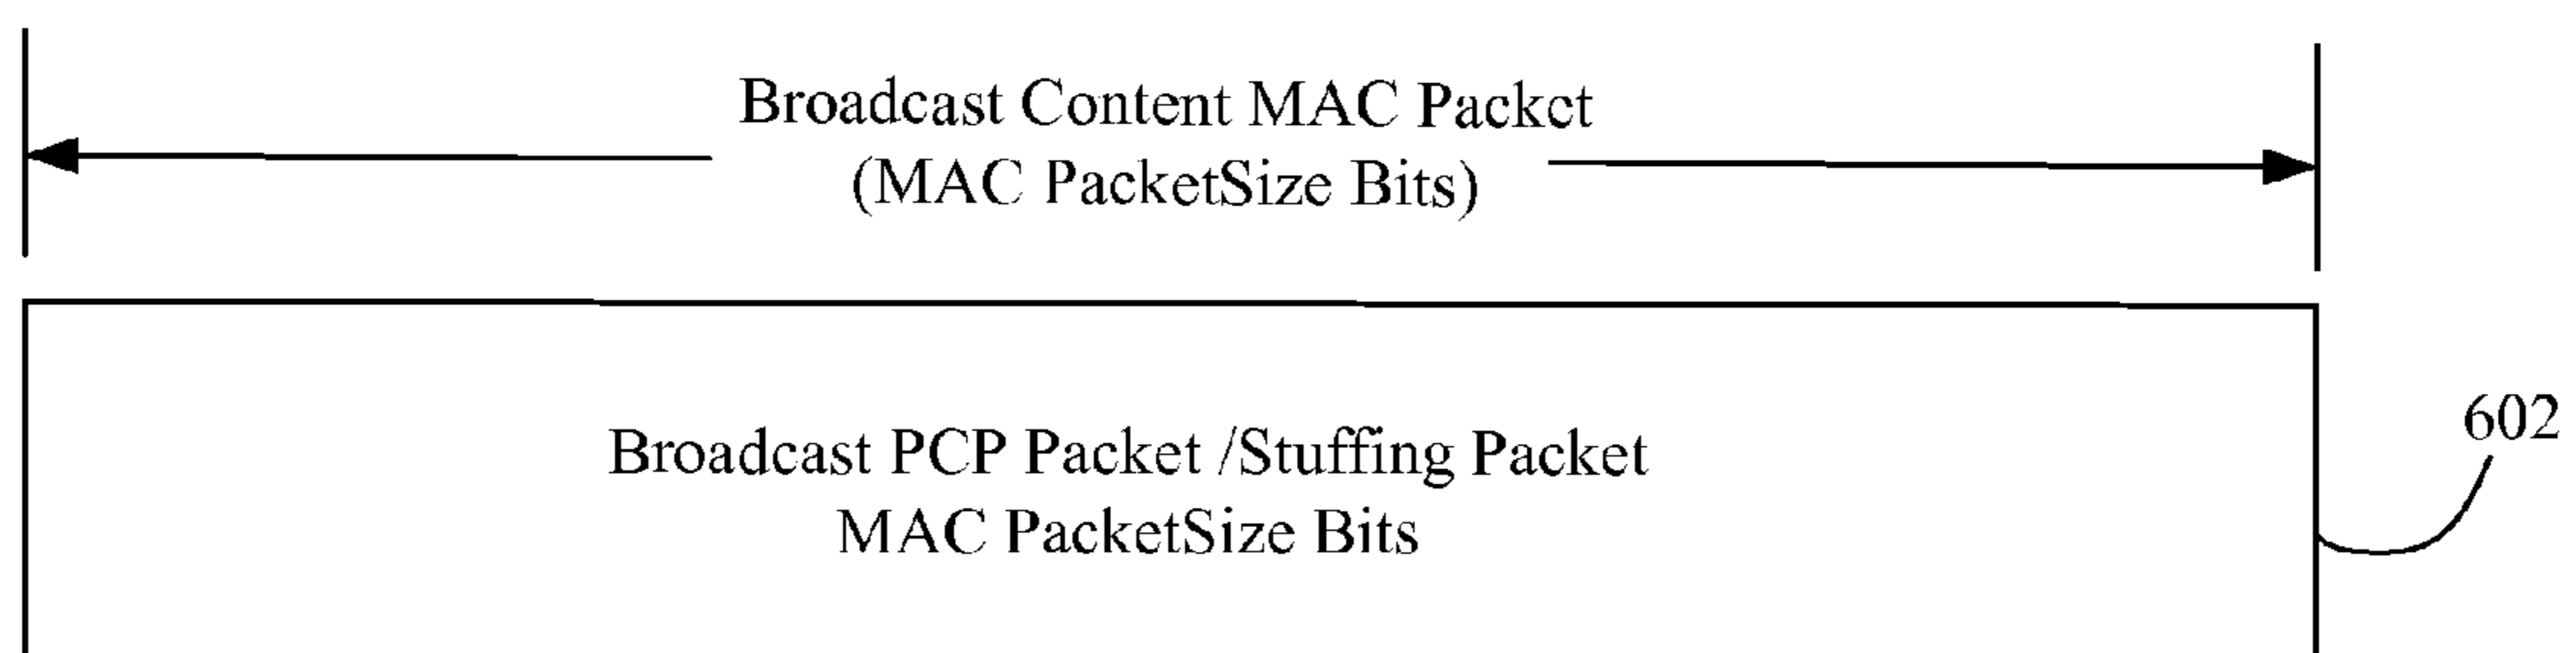 Broadcast Content MAC Packet
(MAC PacketSize Bits)
Broadcast PCP Packet /Stuffing Packet
MAC PacketSize Bits
602